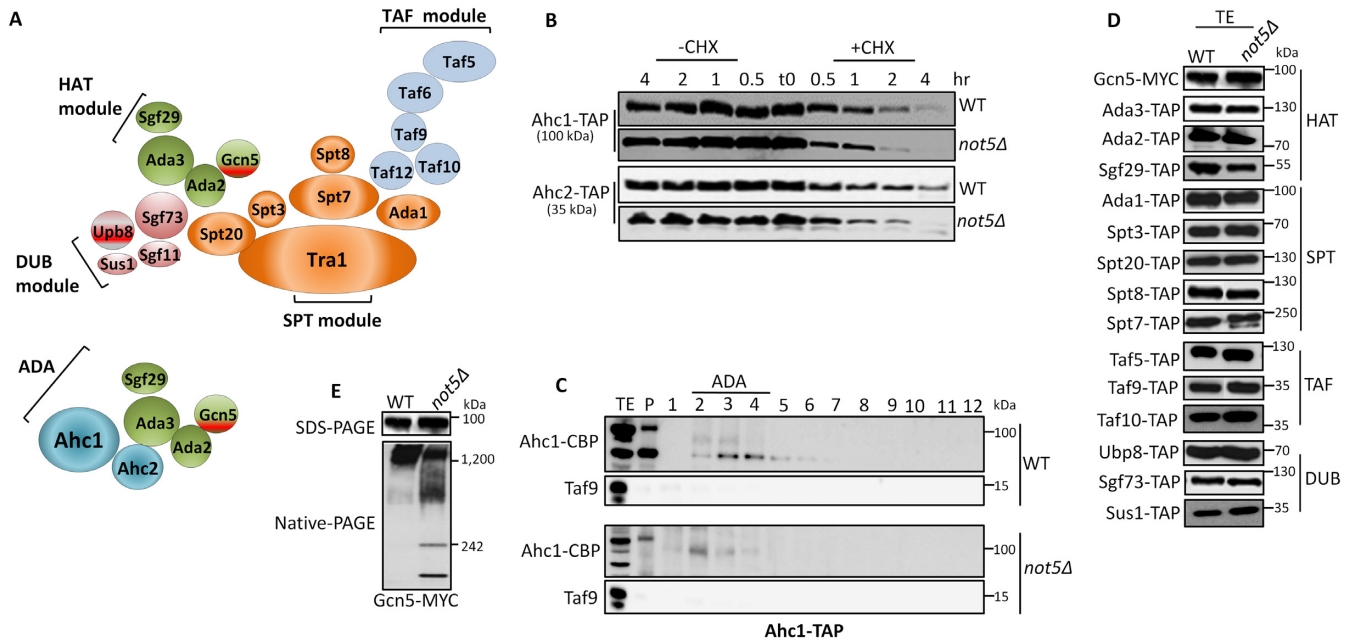 A
TAF module
Taf5
Taf6
Taf9
Taf12
Taf10
HAT
module
Sgf29
Ada3
Gcn5
Ada2
Spt8
Spt7
Spt3
Ada1
Sgf73
Upb8
Spt20
Sus1
Sgf11
Tra1
DUB
module
SPT module
ADA
Sgf29
Ada3
Gcn5
Ada2
Ahc1
Ahc2
B
-CHX
+CHX
4 2 1 0.5 t0 0.5 1 2 4 hr
Ahc1-TAP
(100 kDa)
WT
not5Δ
Ahc2-TAP
(35 kDa)
WT
not5Δ
E
WT not5Δ
kDa
SDS-PAGE
100
1,200
Native-PAGE
242
Gcn5-MYC
C
ADA
TE P 1 2 3 4 5 6 7 8 9 10 11 12 kDa
Ahc1-CBP
100
WT
Taf9
15
Ahc1-CBP
100
not5Δ
Taf9
15
Ahc1-TAP
D
TE
WT not5Δ
kDa
Gcn5-MYC 100
Ada3-TAP 130
Ada2-TAP 70
Sgf29-TAP 55
HAT
Ada1-TAP 100
Spt3-TAP 70
Spt20-TAP 130
Spt8-TAP 130
Spt7-TAP 250
SPT
Taf5-TAP 130
Taf9-TAP 35
Taf10-TAP 35
TAF
Ubp8-TAP 70
Sgf73-TAP 130
Sus1-TAP 35
DUB